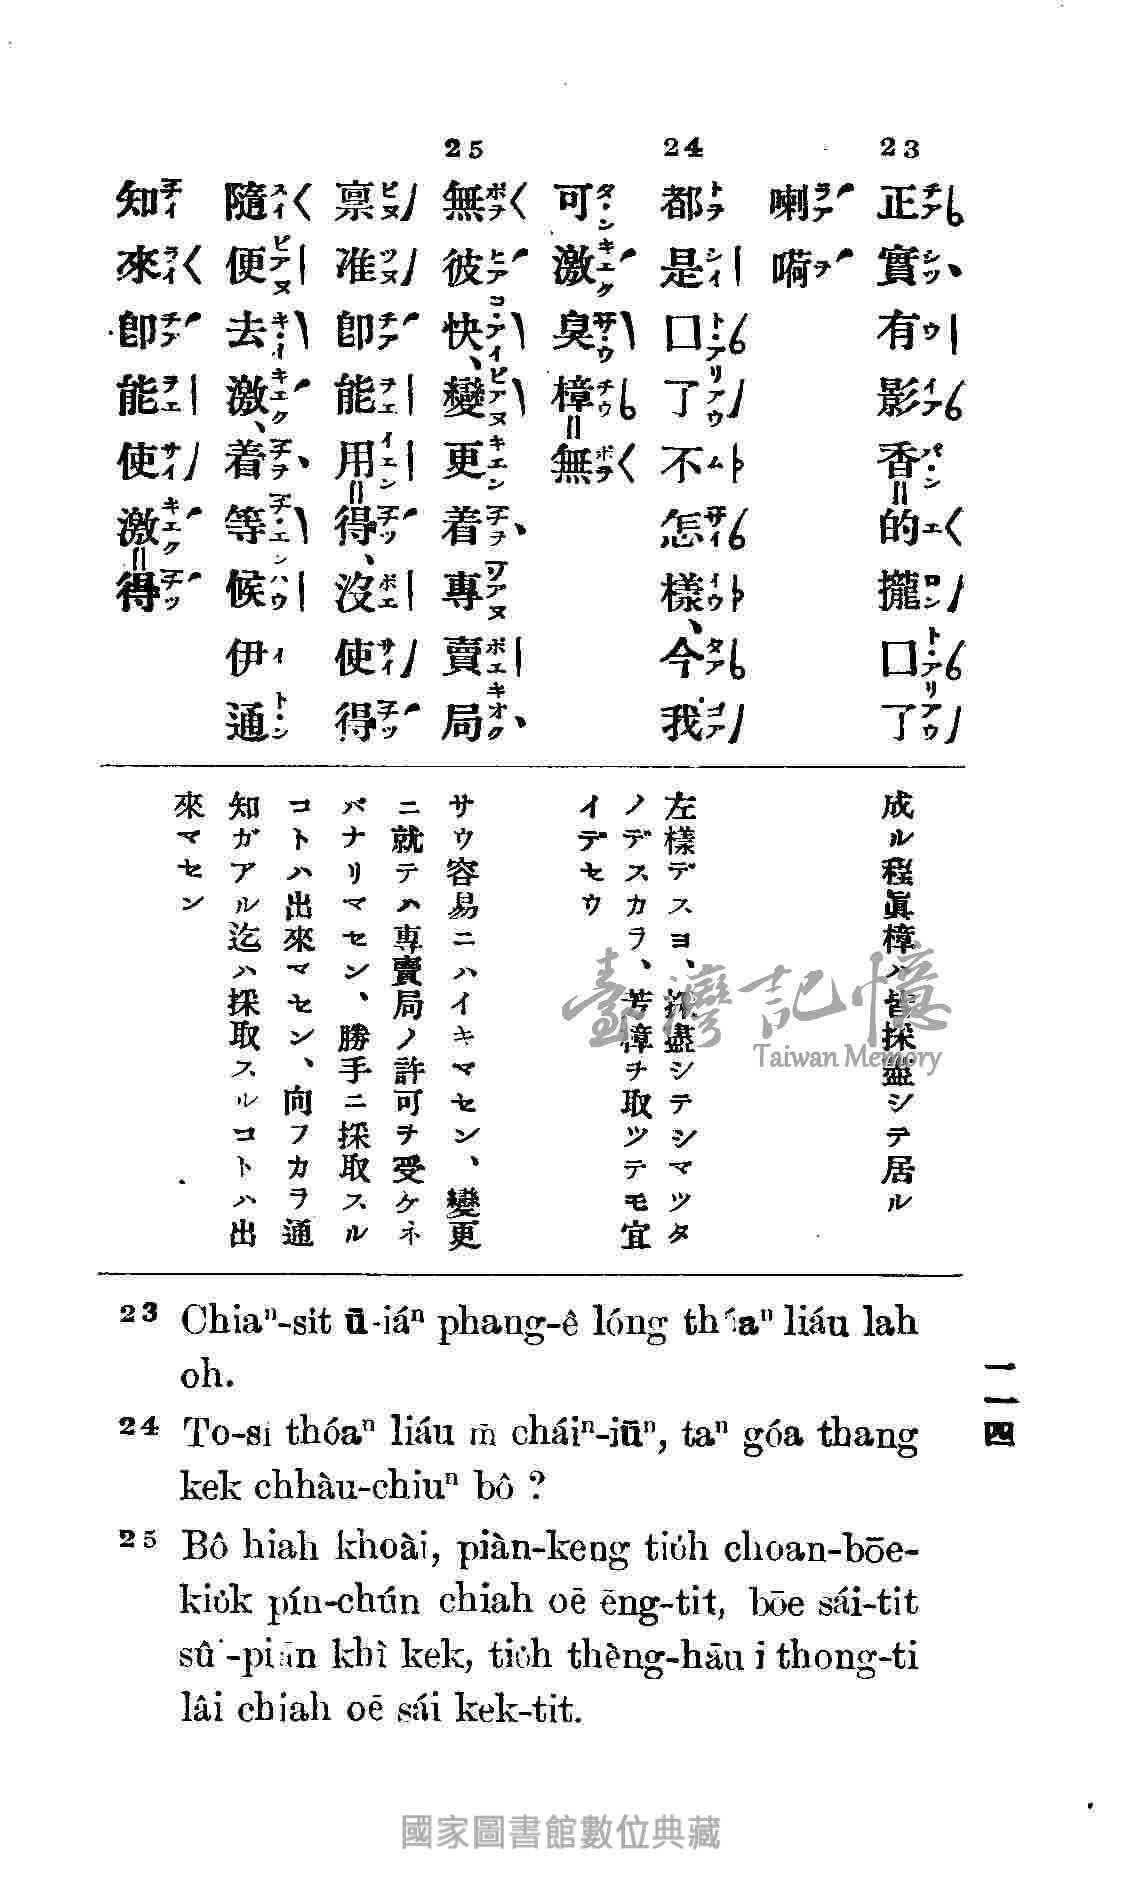 23
正實有影香=的攏囗了
喇㗿
24
都是囗了不怎樣、今我
可激臭樟=無
25
無彼快、變更着專賣局
禀准卽能用=得、沒使得
隨便去激、着等候伊通
知來卽能使激=得
成ル程眞樟ハ皆採盡シテ居ル
左樣デスヨ、採盡シテシマツタ
ノデスカラ、芳樟ヲ取ツテモ宜
イデセウ
サウ容易ニハイキマセン、變更
ニ就テハ專賣局ノ許可ヲ受ケネ
バナリマセン、勝手ニ採取スル
コトハ出來マセン、向フカラ通
知ガアル迄ハ採取スルコトハ出
來マセン
23 Chiaⁿ-si̍t ū-iáⁿ phang-ê lóng thóaⁿ liáu lah
oh.
24 To-sī thóaⁿ liáu m̄ cháiⁿ-iūⁿ, taⁿ góa thang
kek chhàu-chiuⁿ bô ?
25 Bô hiah khoài, piàn-keng tio̍h choan-bōe-
kio̍k pín-chún chiah oē ēng-tit, bōe sái-tit
sûi-piān khì kek, tio̍h thèng-hāu i thong-ti
lâi chiah oē sái kek-tit.
二一四
臺灣記憶
Taiwan Memory
國家圖書館數位典藏